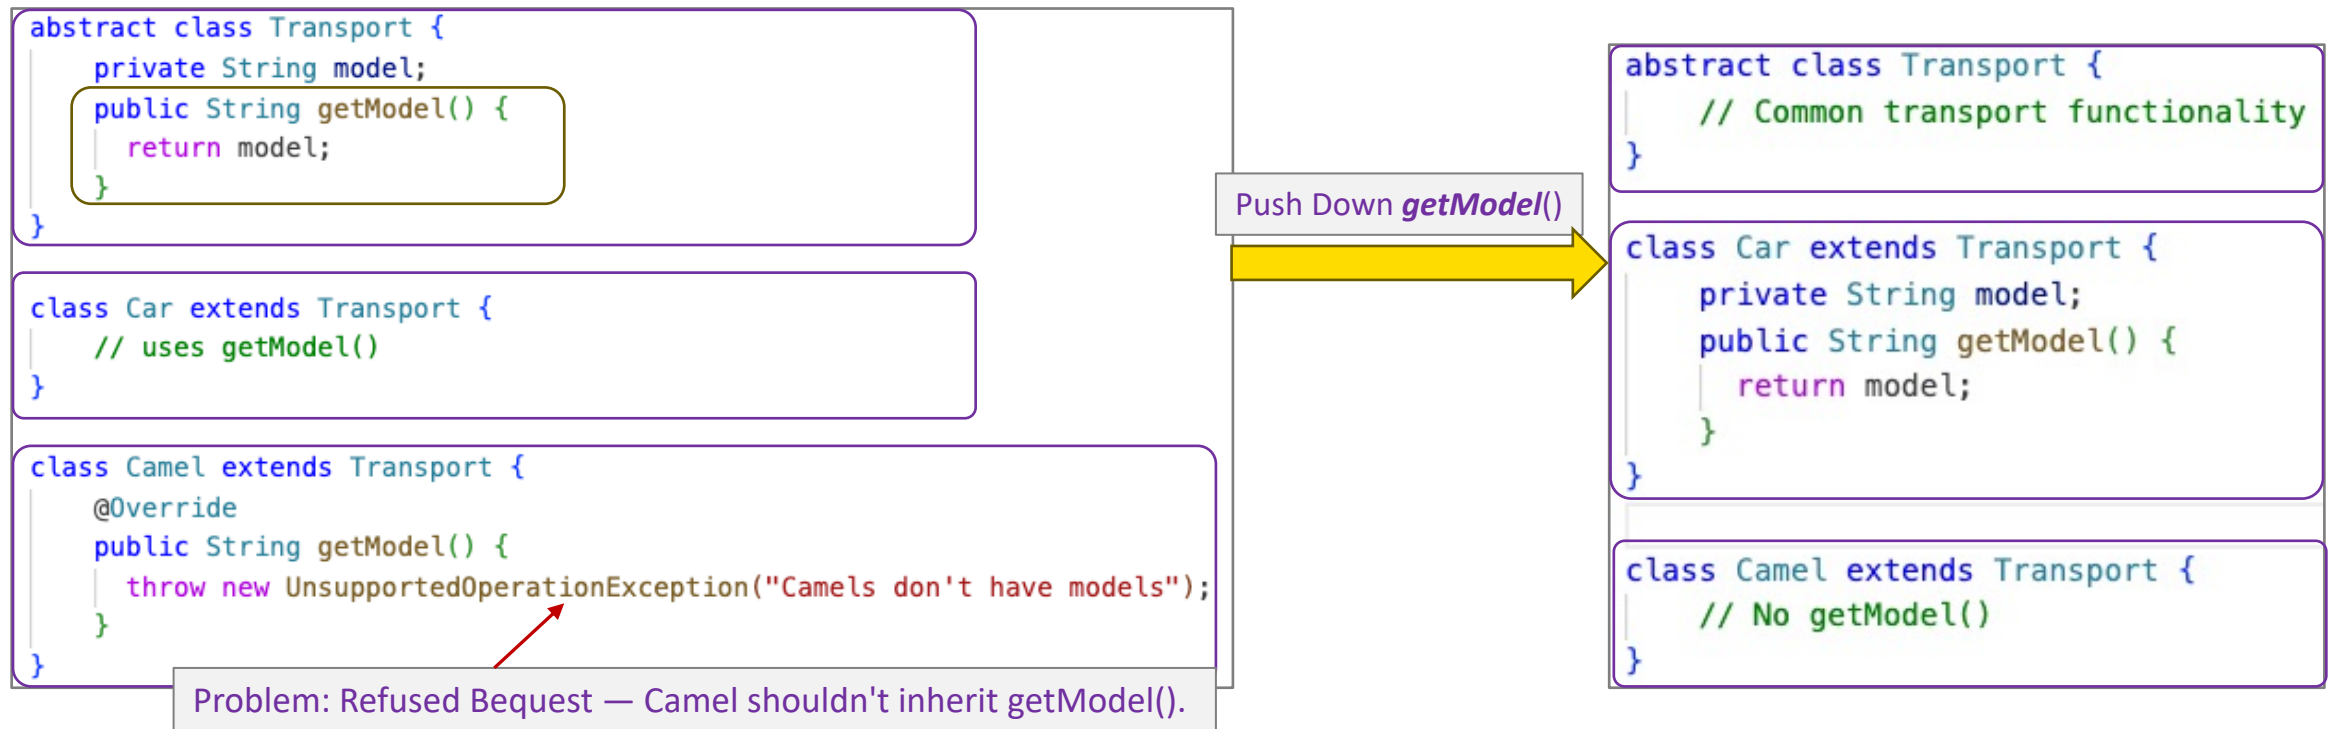 abstract class Transport {
    private String model;
    public String getModel() {
      return model;
    }
}
class Car extends Transport {
    // uses getModel()
}
class Camel extends Transport {
    @Override
    public String getModel() {
      throw new UnsupportedOperationException("Camels don't have models");
    }
}
Problem: Refused Bequest — Camel shouldn't inherit getModel().
Push Down getModel()
abstract class Transport {
    // Common transport functionality
}
class Car extends Transport {
    private String model;
    public String getModel() {
      return model;
    }
}
class Camel extends Transport {
    // No getModel()
}